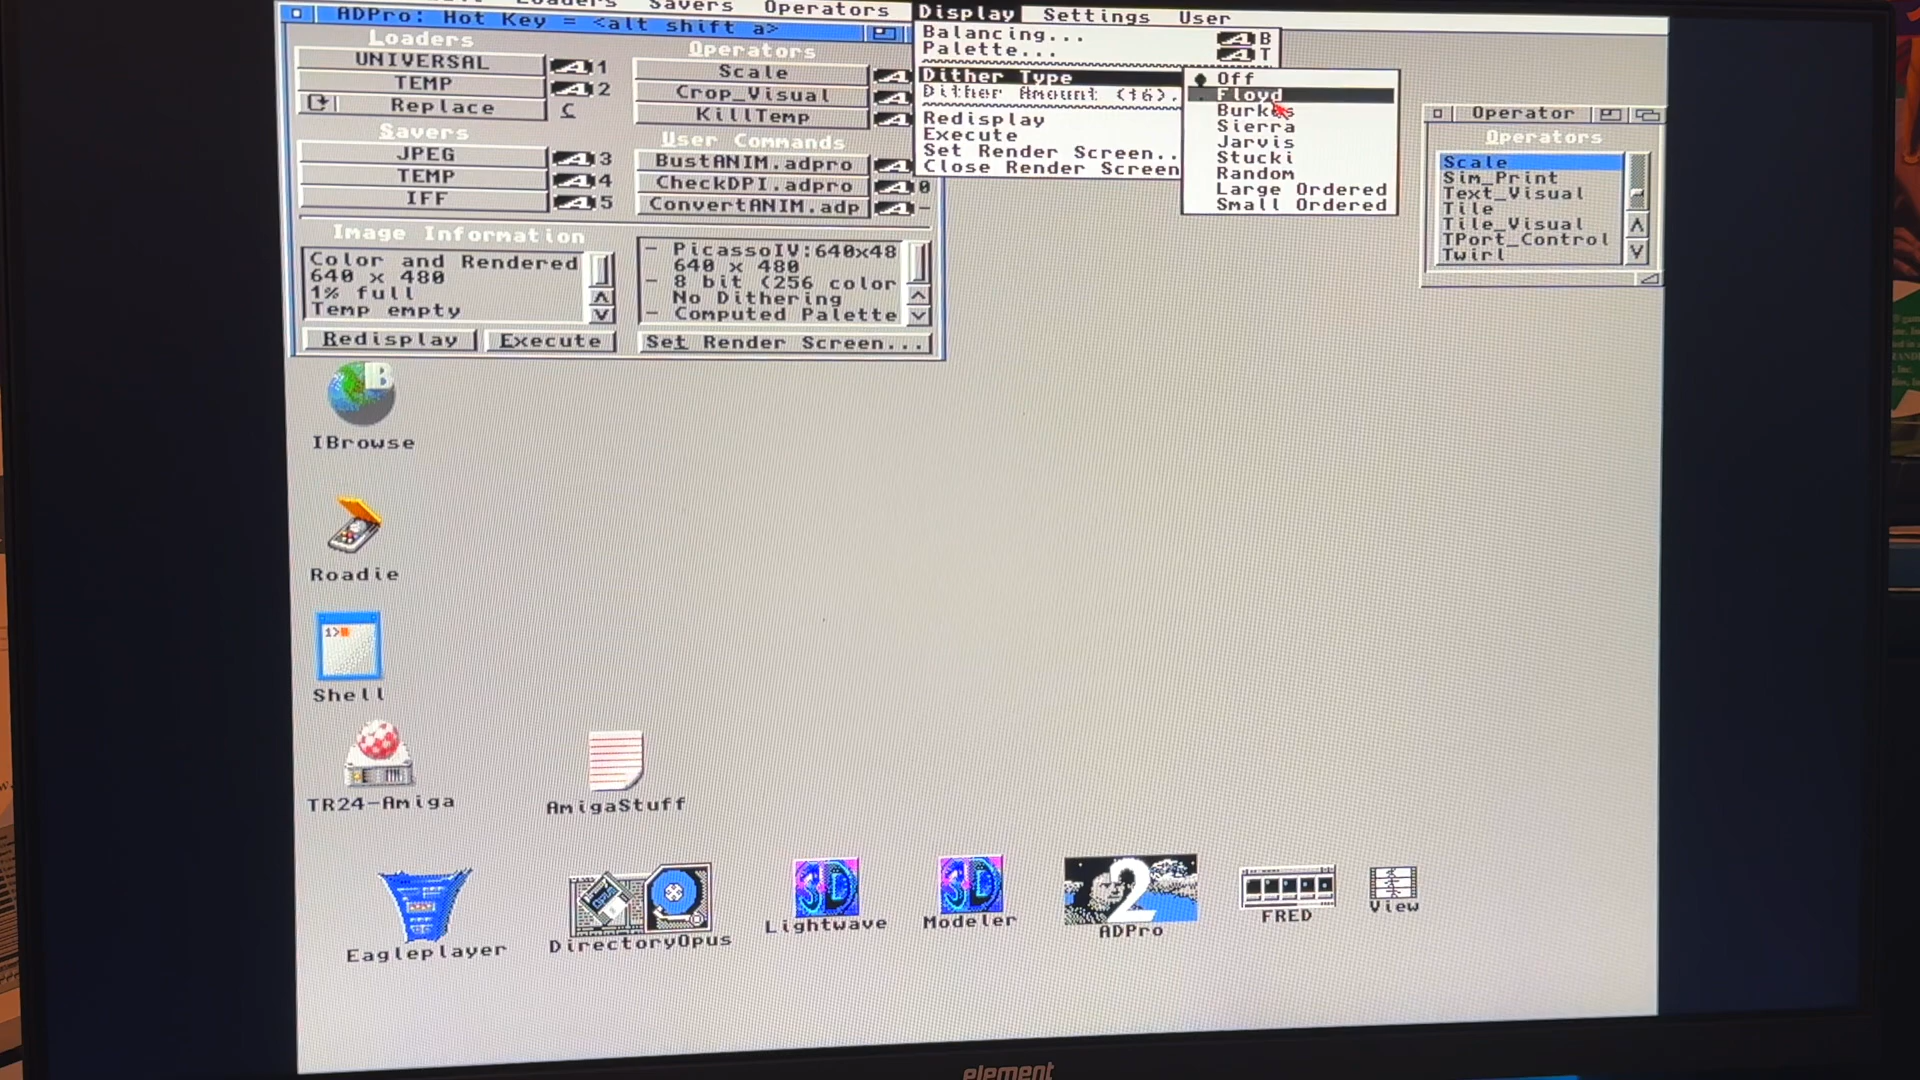 Savers Operators Display Settings User
ADPro: Hot Key = <alt shift a>
Loaders
UNIVERSAL 1
TEMP 2
Replace C
Savers
JPEG 3
TEMP 4
IFF 5
Operators
Scale
Crop_Visual
KillTemp
User Commands
BustANIM.adpro
CheckDPI.adpro 0
ConvertANIM.adp –
Image Information
Color and Rendered
640 x 480
1% full
Temp empty
Redisplay
Execute
– PicassoIV:640x48
640 x 480
– 8 bit (256 color
No Dithering
– Computed Palette
Set Render Screen...
Balancing... A B
Palette... A T
Dither Type
Dither Amount (16).
Redisplay
Execute
Set Render Screen..
Close Render Screen
Off
Floyd
Burkes
Sierra
Jarvis
Stucki
Random
Large Ordered
Small Ordered
Operator
Operators
Scale
Sim_Print
Text_Visual
Tile
Tile_Visual
TPort_Control
Twirl
IBrowse
Roadie
1>
Shell
TR24-Amiga
AmigaStuff
Eagleplayer
DirectoryOpus
3D
Lightwave
3D
Modeler
2
ADPro
FRED
View
element